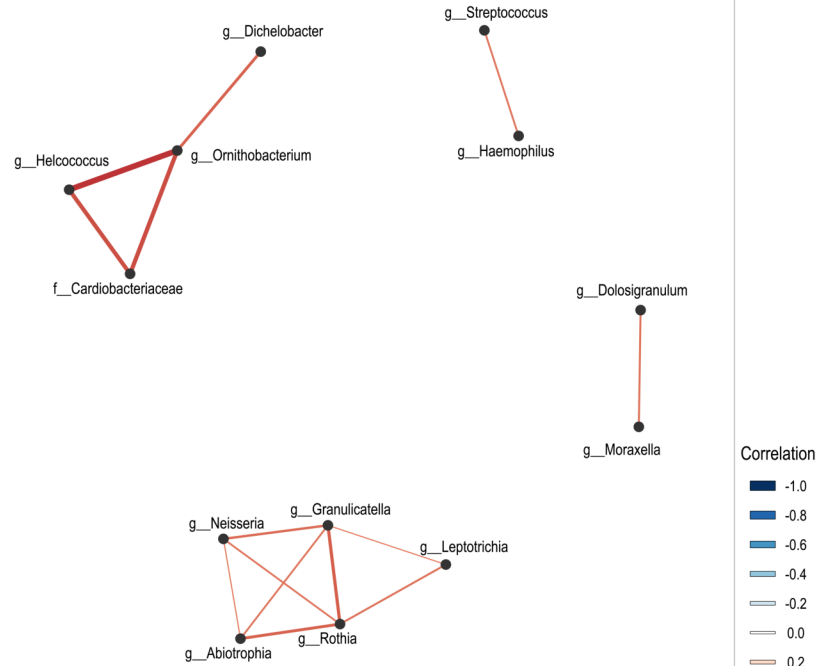 g__Streptococcus
g__Dichelobacter
g__Haemophilus
g__Ornithobacterium
g__Helcococcus
f__Cardiobacteriaceae
g__Dolosigranulum
g__Moraxella
Correlation
-1.0
-0.8
-0.6
-0.4
-0.2
0.0
0.2
g__Granulicatella
g__Neisseria
g__Leptotrichia
g__Rothia
g__Abiotrophia